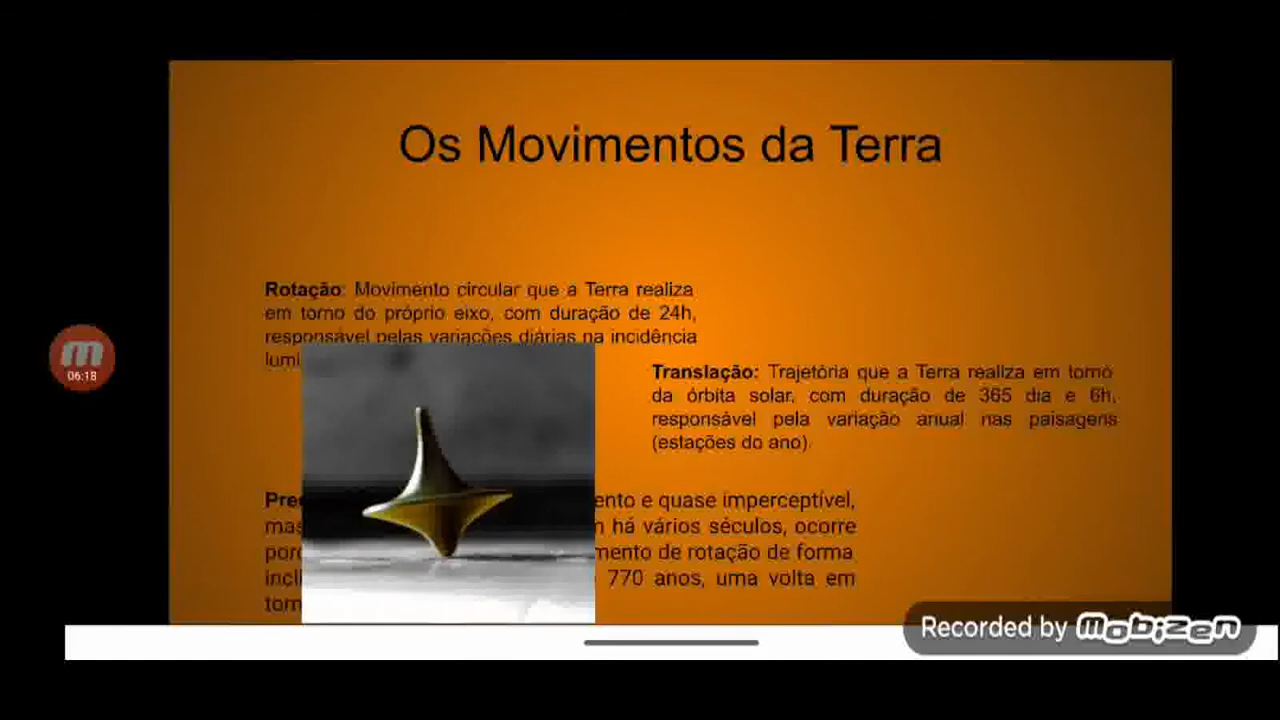 Os Movimentos da Terra
Rotação: Movimento circular que a Terra realiza
em torno do próprio eixo, com duração de 24h,
responsável pelas variações diárias na incidência
Translação: Trajetória que a Terra realiza em torno
da órbita solar, com duração de 365 dia e 6h,
responsável pela variação anual nas paisagens
(estações do ano).
e quase imperceptível,
há vários séculos, ocorre
de rotação de forma
770 anos, uma volta em
06:18
Recorded by Mobizen